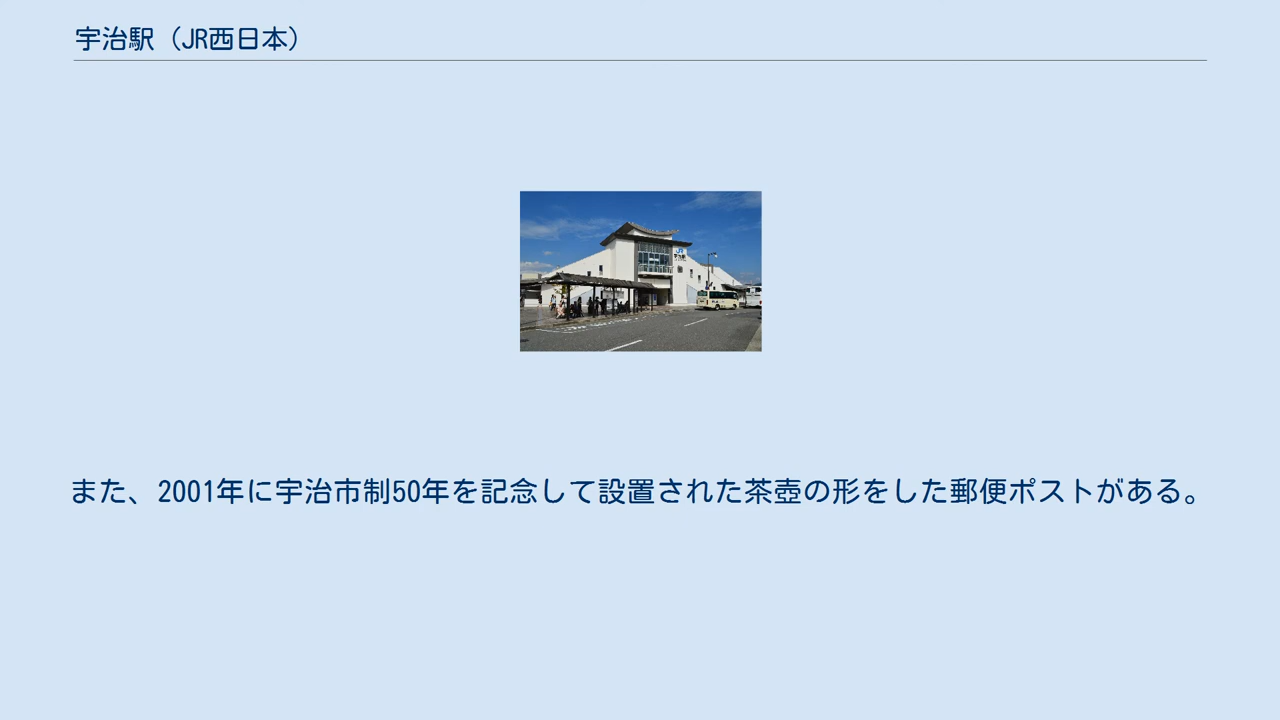 宇治駅（JR西日本）
また、2001年に宇治市制50年を記念して設置された茶壺の形をした郵便ポストがある。